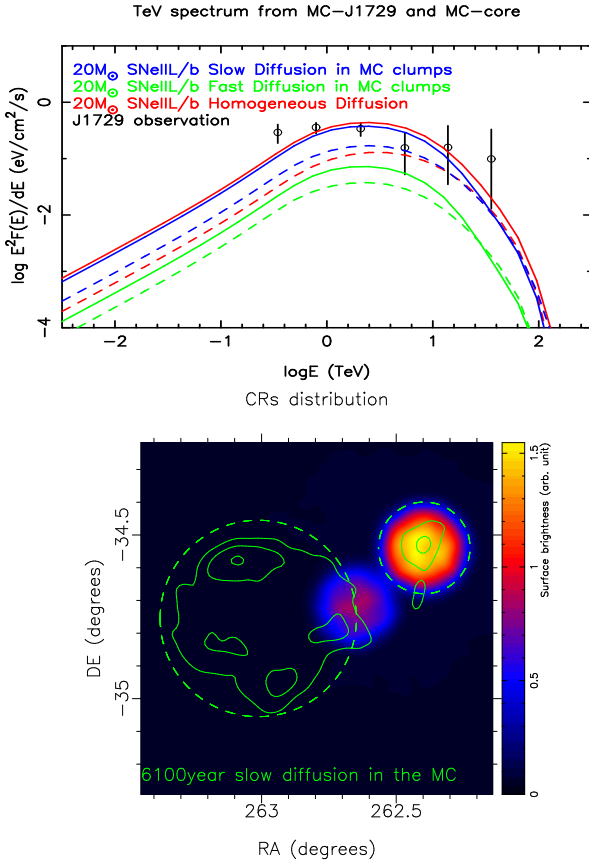 TeV spectrum from MC-J1729 and MC-core
20M⊙ SNeIIL/b Slow Diffusion in MC clumps
20M⊙ SNeIIL/b Fast Diffusion in MC clumps
20M⊙ SNeIIL/b Homogeneous Diffusion
J1729 observation
log E²F(E)/dE (eV/cm²/s)
0
−2
−4
−2
−1
0
1
2
logE (TeV)
CRs distribution
DE (degrees)
−34.5
−35
6100year slow diffusion in the MC
263
262.5
RA (degrees)
0
0.5
1
1.5
Surface brightness (arb. unit)